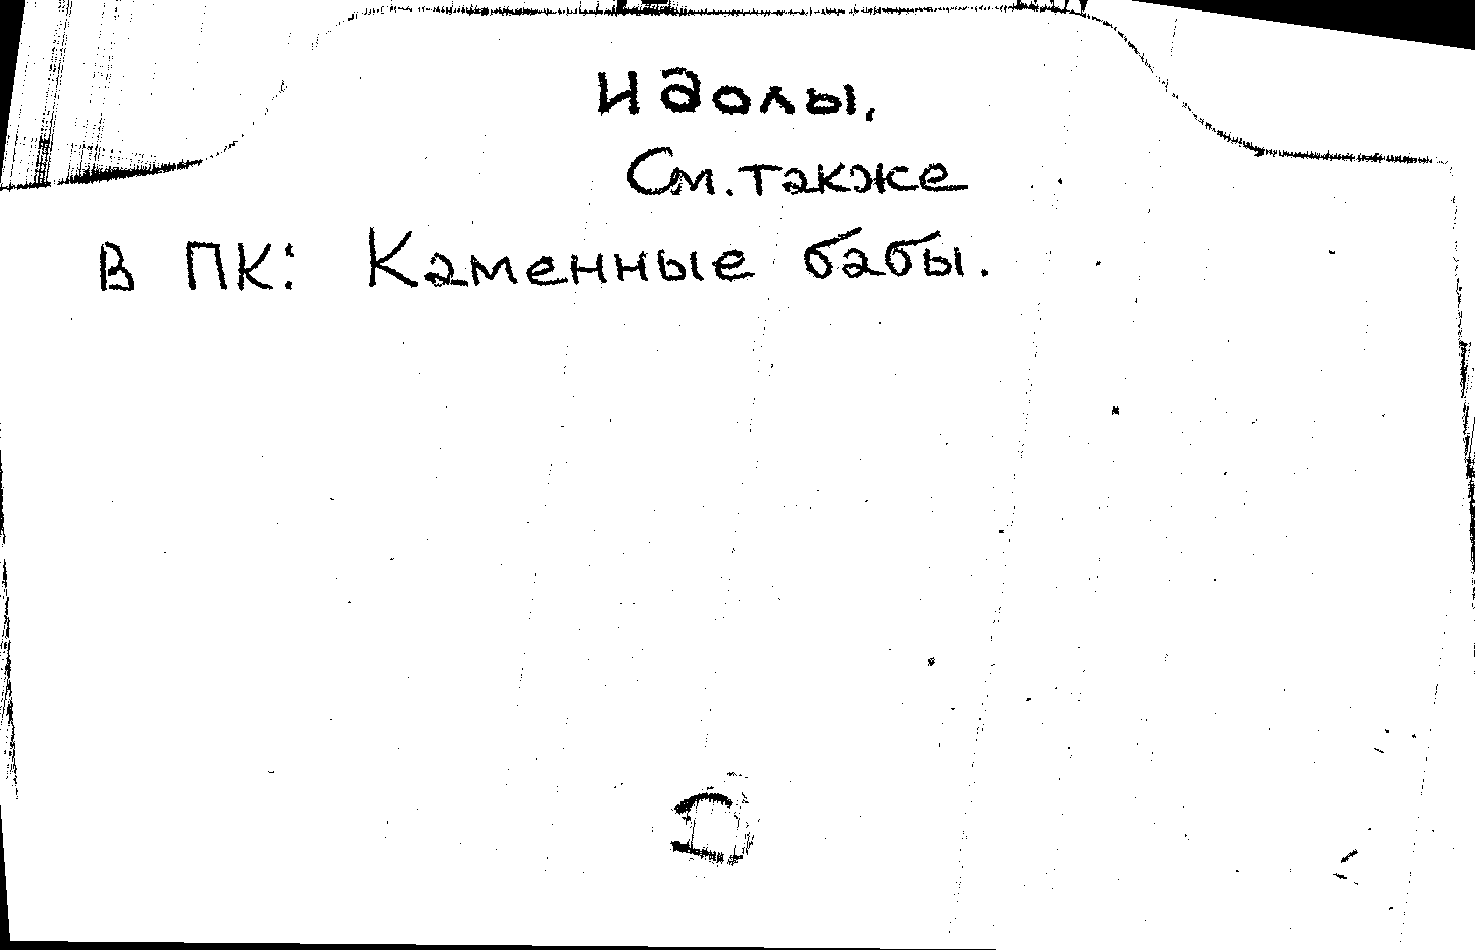 Идолы.
См. также
в ПК: Каменные бабы.